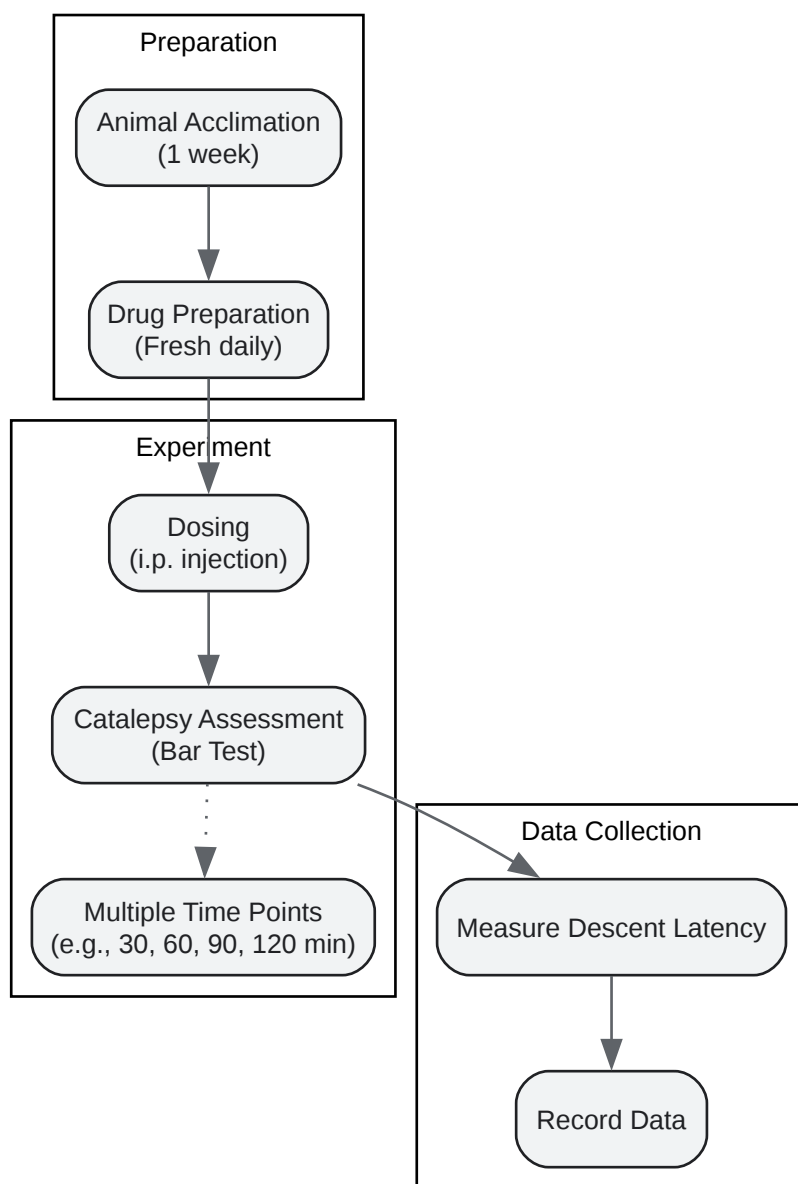 Preparation
Animal Acclimation
(1 week)
Drug Preparation
(Fresh daily)
Experiment
Dosing
(i.p. injection)
Catalepsy Assessment
(Bar Test)
Multiple Time Points
(e.g., 30, 60, 90, 120 min)
Data Collection
Measure Descent Latency
Record Data